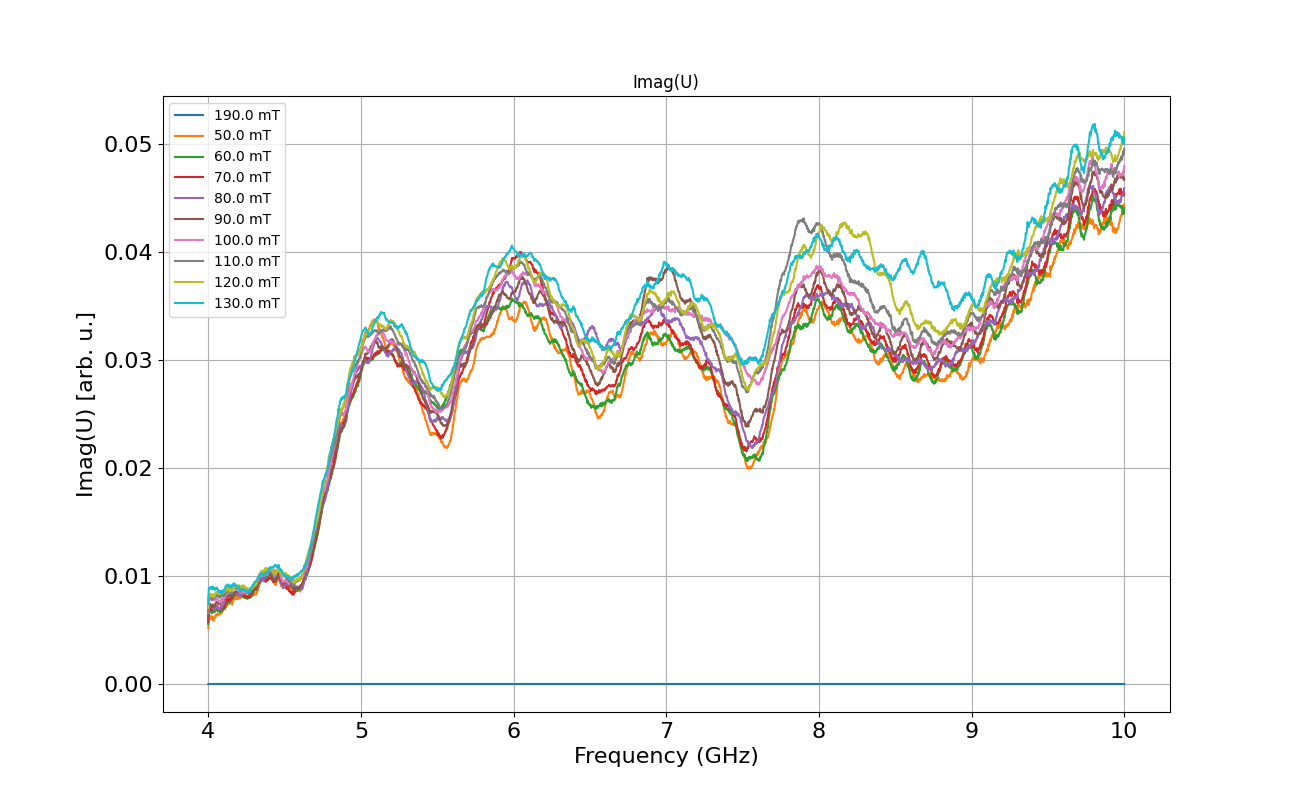 Imag(U)
190.0 mT
50.0 mT
60.0 mT
70.0 mT
80.0 mT
90.0 mT
100.0 mT
110.0 mT
120.0 mT
130.0 mT
0.05
0.04
0.03
0.02
0.01
0.00
Imag(U) [arb. u.]
4 5 6 7 8 9 10
Frequency (GHz)